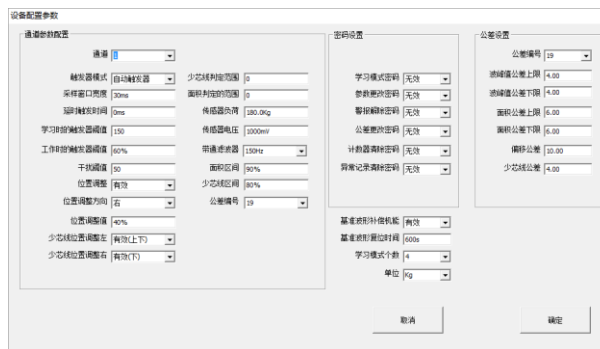 设备配置参数
通道参数配置
通道 1
触发器模式 自动触发器
采样窗口宽度 30ms
延时触发时间 0ms
学习时的触发器阈值 150
工作时的触发器阈值 60%
干扰阈值 50
位置调整 有效
位置调整方向 右
位置调整值 40%
少芯线位置调整左 有效(上下)
少芯线位置调整右 有效(下)
少芯线判定范围 0
面积判定的范围 0
传感器负荷 180.0Kg
传感器电压 1000mV
带通滤波器 150Hz
面积区间 90%
少芯线区间 80%
公差编号 19
密码设置
学习模式密码 无效
参数更改密码 无效
警报解除密码 无效
公差更改密码 无效
计数器清除密码 无效
异常记录清除密码 无效
基准波形补偿机能 有效
基准波形复位时间 600s
学习模式个数 4
单位 Kg
公差设置
公差编号 19
波峰值公差上限 4.00
波峰值公差下限 4.00
面积公差上限 6.00
面积公差下限 6.00
偏移公差 10.00
少芯线公差 4.00
取消
确定